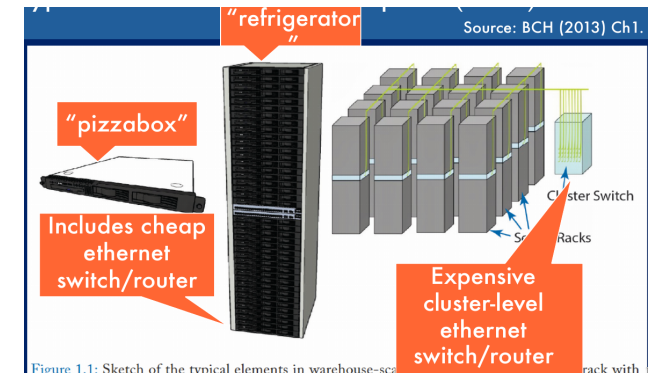 “refrigerator
”
Source: BCH (2013) Ch1.
“pizzabox”
Includes cheap
ethernet
switch/router
Cluster Switch
Racks
Expensive
cluster-level
ethernet
switch/router
Figure 1.1: Sketch of the typical elements in warehouse-sca
rack with